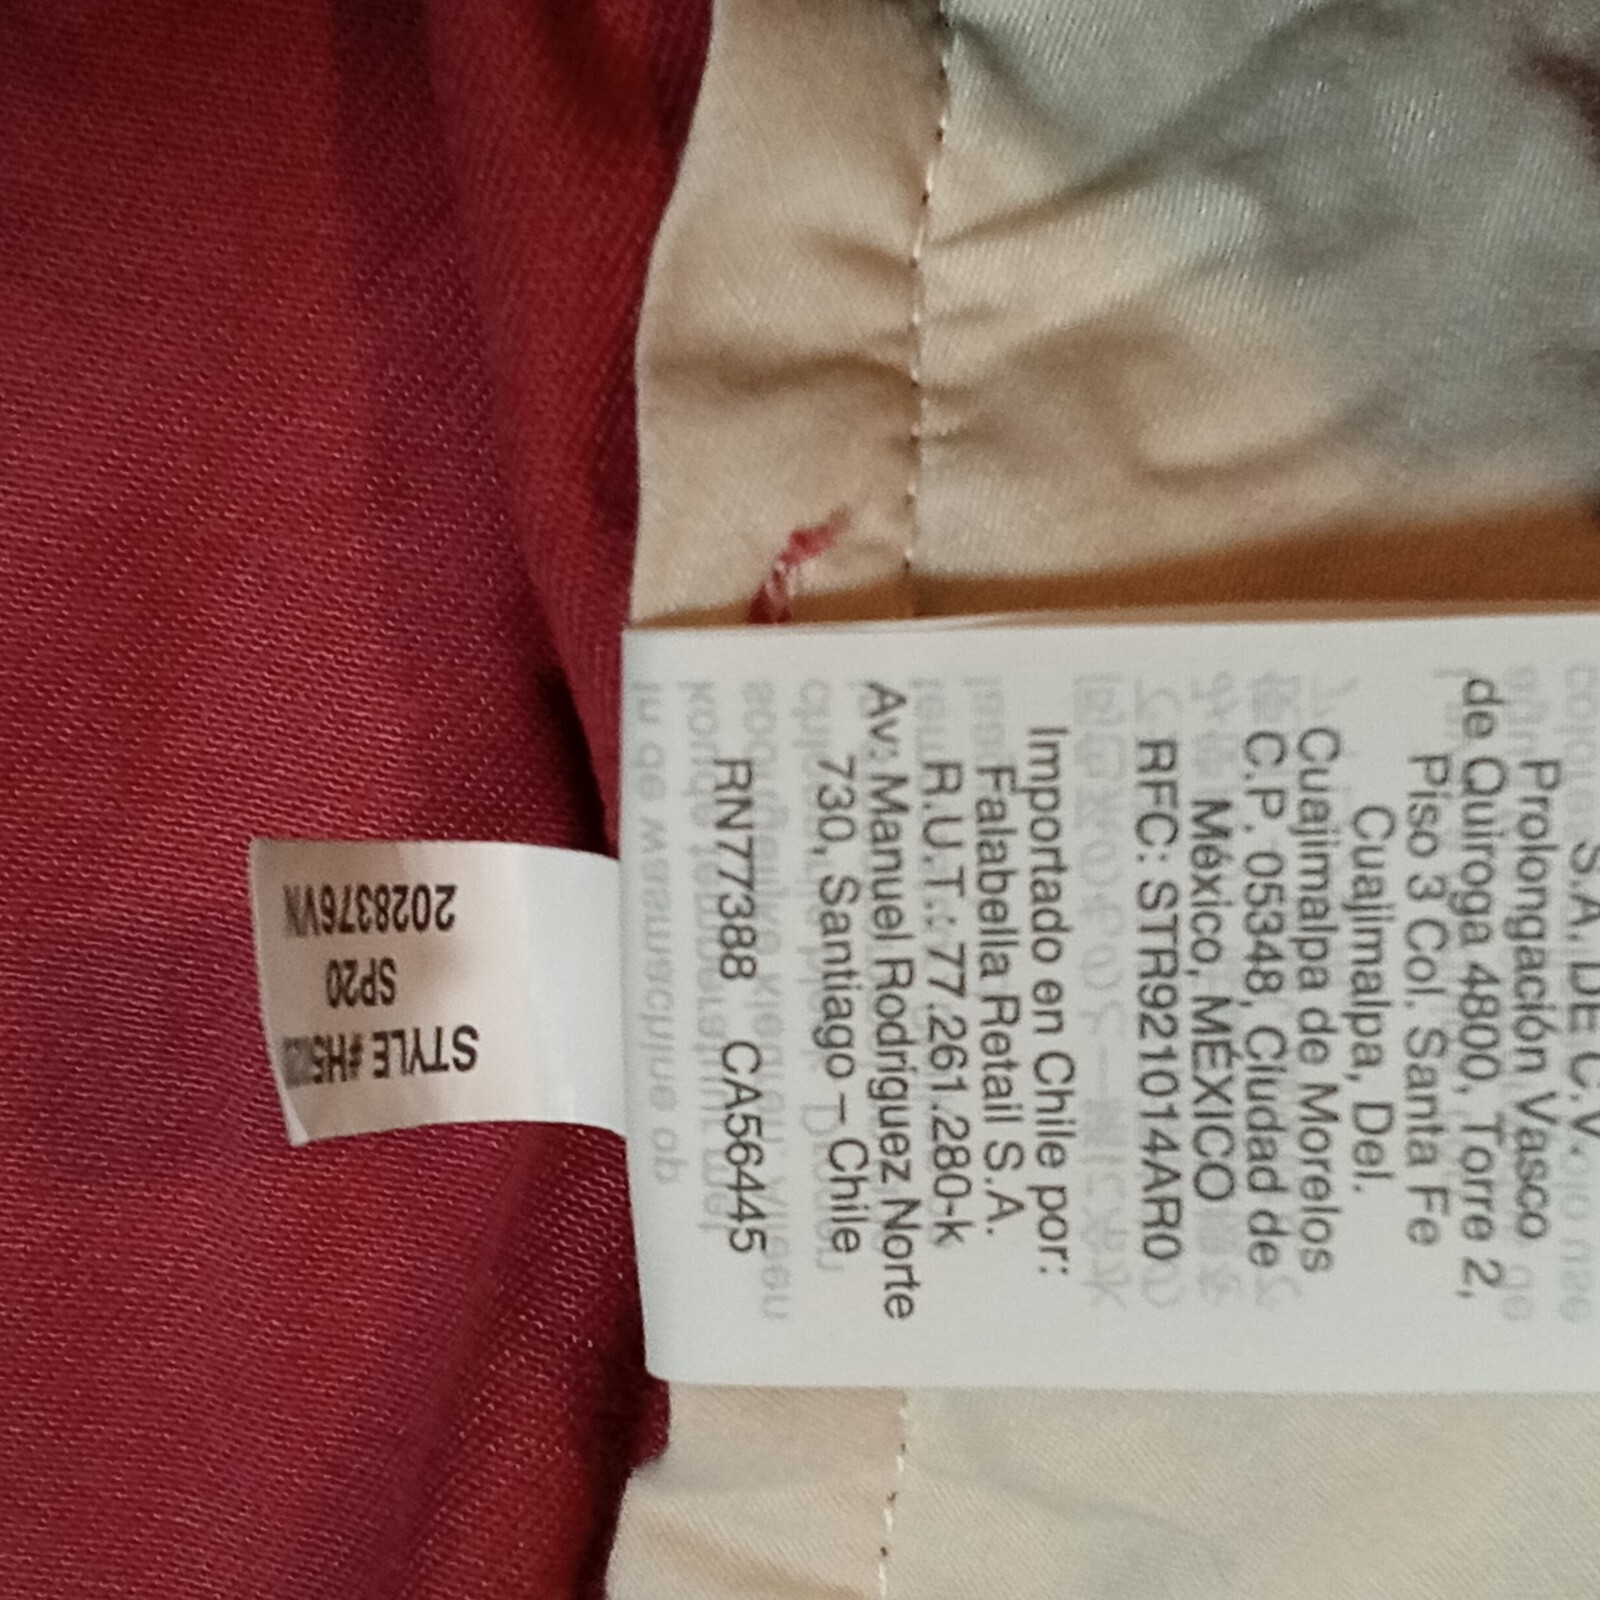 S.A. DE C.V.
Prolongación Vasco
de Quiroga 4800, Torre 2,
Piso 3 Col. Santa Fe
Cuajimalpa, Del.
Cuajimalpa de Morelos
C.P. 05348, Ciudad de
México, MÉXICO
RFC: STR921014AR0
Importado en Chile por:
Falabella Retail S.A.
R.U.T.: 77.261.280-k
Av. Manuel Rodríguez Norte
730, Santiago – Chile
RN77388 CA56445
STYLE
SP20
2028376VN